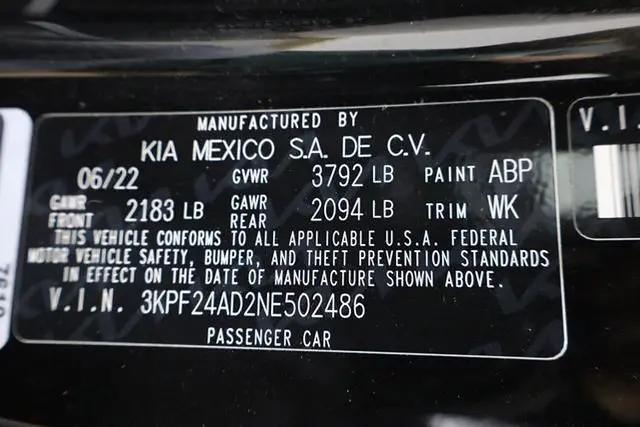 MANUFACTURED BY
KIA MEXICO S.A. DE C.V.
06/22 GVWR 3792 LB PAINT ABP
GAWR FRONT 2183 LB GAWR REAR 2094 LB TRIM WK
THIS VEHICLE CONFORMS TO ALL APPLICABLE U.S.A. FEDERAL
MOTOR VEHICLE SAFETY, BUMPER, AND THEFT PREVENTION STANDARDS
IN EFFECT ON THE DATE OF MANUFACTURE SHOWN ABOVE.
V.I.N. 3KPF24AD2NE502486
PASSENGER CAR
V.I.